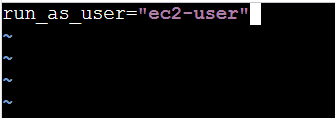 run_as_user="ec2-user"
~
~
~
~